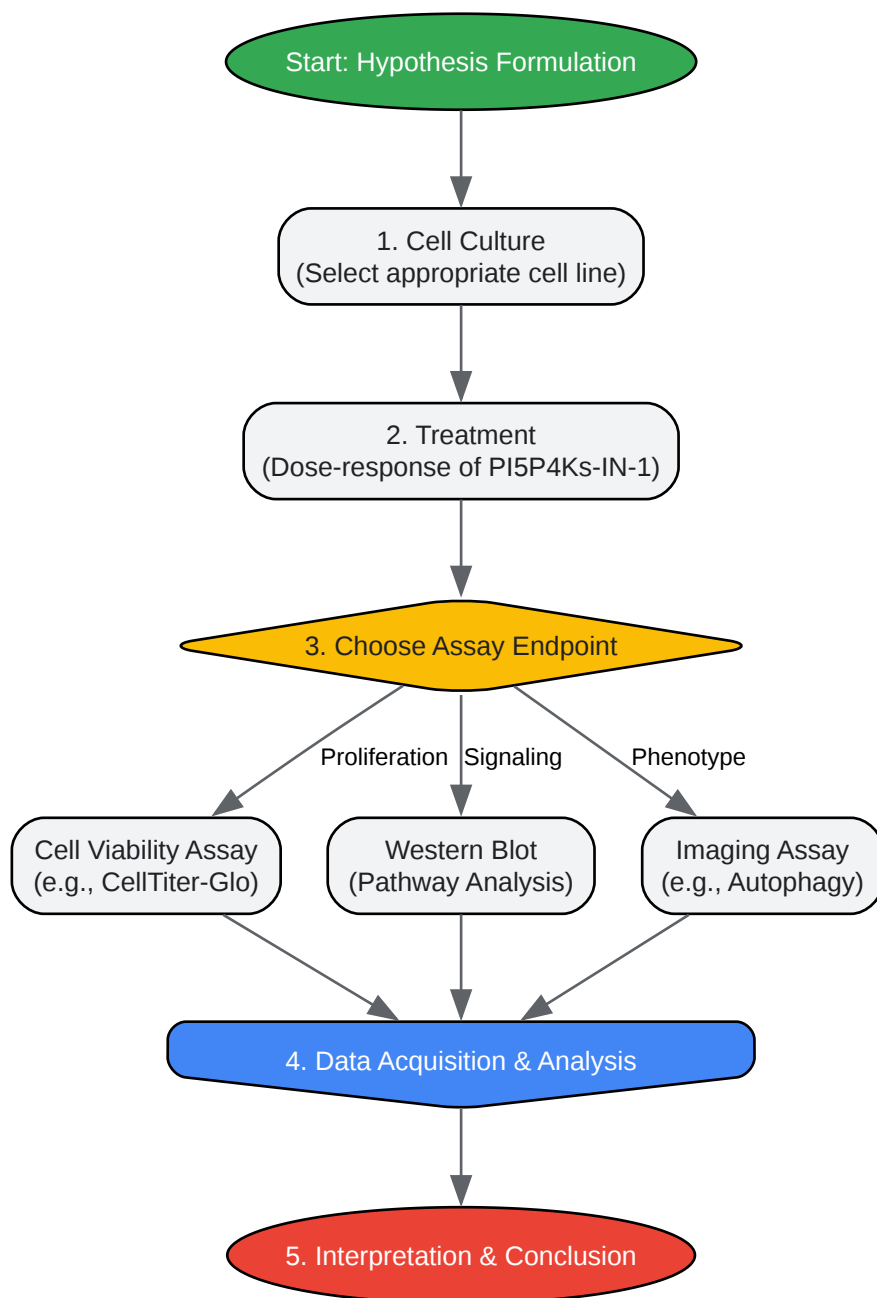 Start: Hypothesis Formulation
1. Cell Culture
(Select appropriate cell line)
2. Treatment
(Dose-response of PI5P4Ks-IN-1)
3. Choose Assay Endpoint
Proliferation
Signaling
Phenotype
Cell Viability Assay
(e.g., CellTiter-Glo)
Western Blot
(Pathway Analysis)
Imaging Assay
(e.g., Autophagy)
4. Data Acquisition & Analysis
5. Interpretation & Conclusion